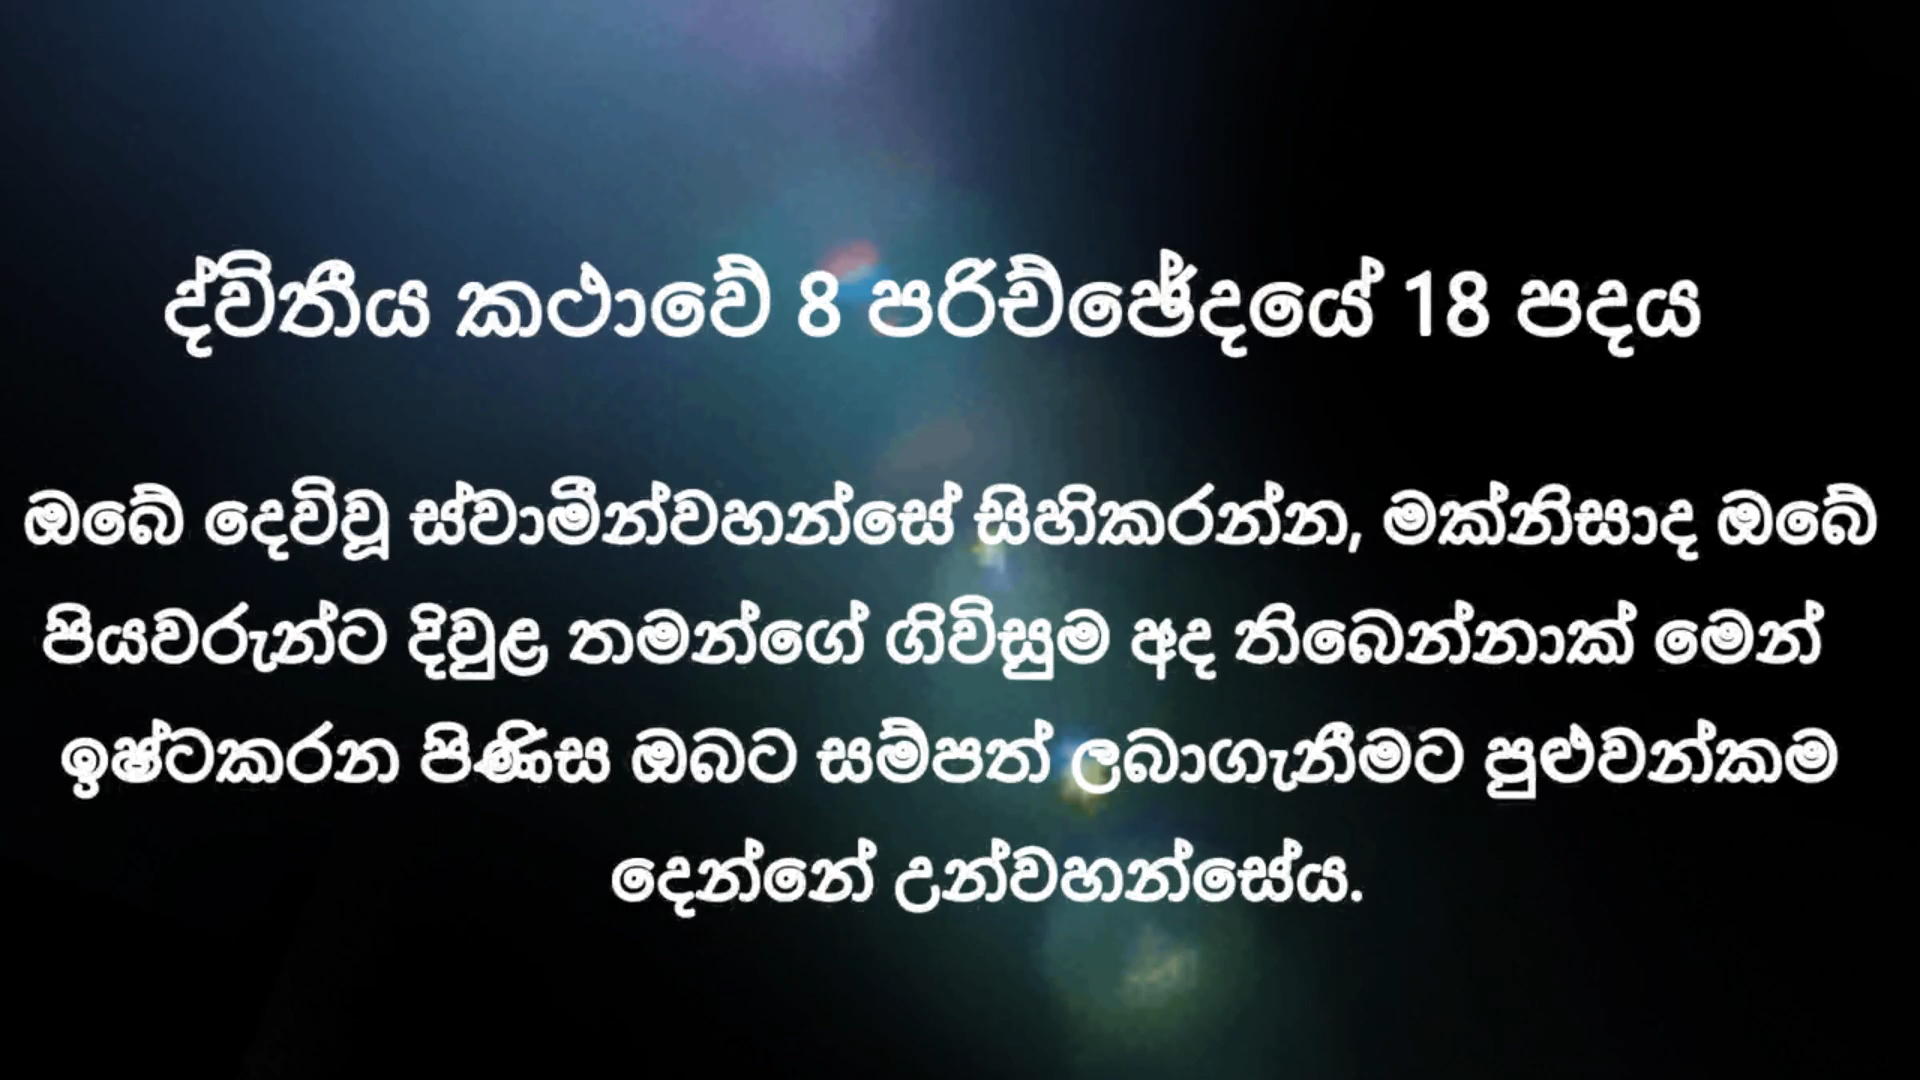 ද්විතීය කථාවේ 8 පරිච්ඡේදයේ 18 පදය
ඔබේ දෙවිවූ ස්වාමීන්වහන්සේ සිහිකරන්න, මක්නිසාද ඔබේ
පියවරුන්ට දිවුළ තමන්ගේ ගිවිසුම අද තිබෙන්නාක් මෙන්
ඉෂ්ටකරන පිණිස ඔබට සම්පත් ලබාගැනීමට පුළුවන්කම
දෙන්නේ උන්වහන්සේය.